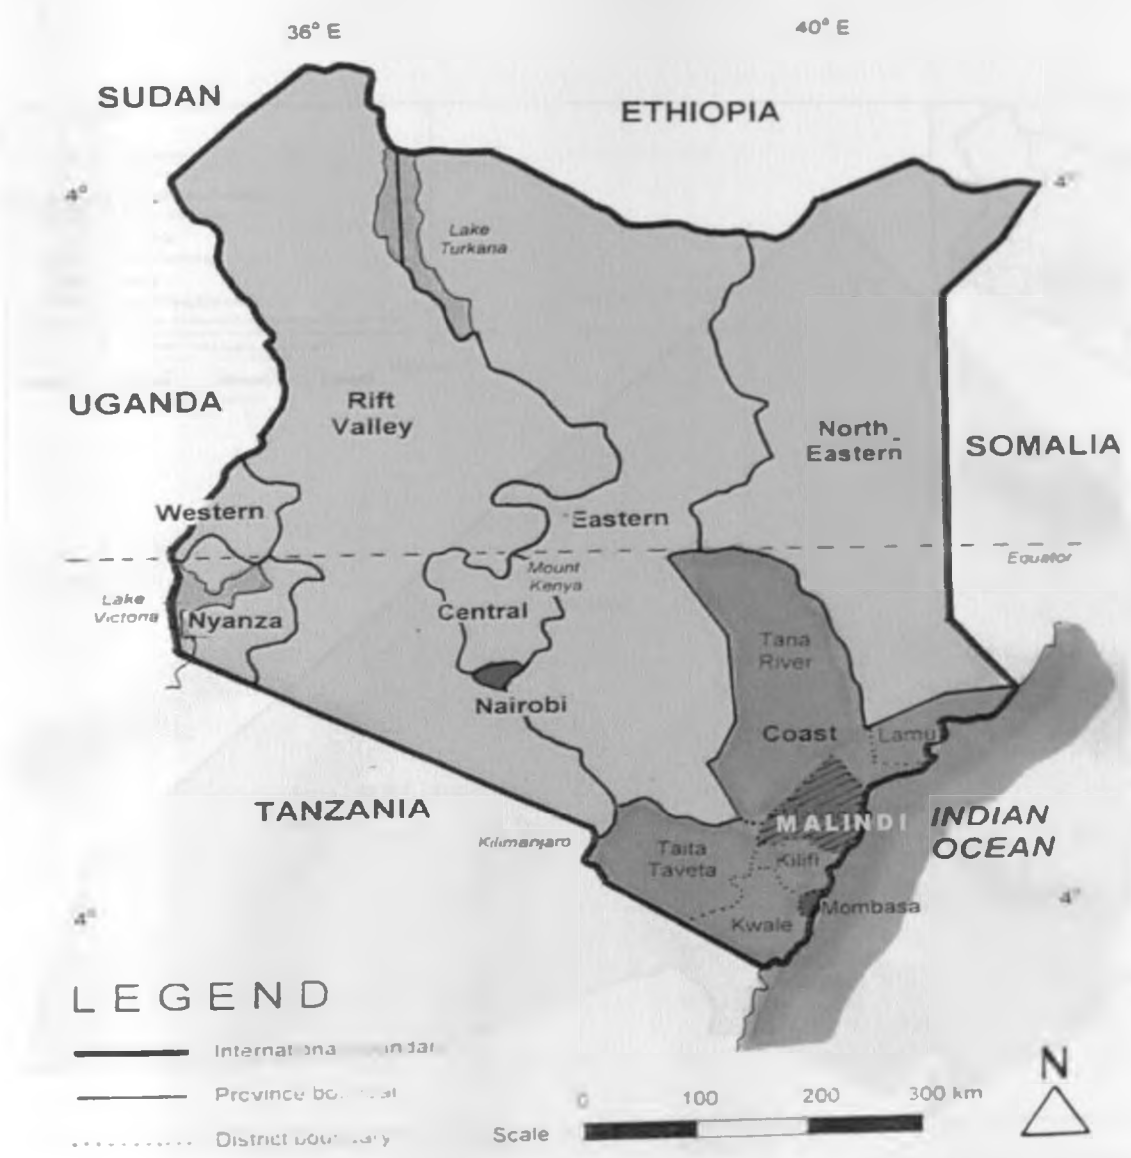 36° E
40° E
SUDAN
ETHIOPIA
4°
4°
Lake
Turkana
UGANDA
Rift
Valley
North
Eastern
SOMALIA
Western
Eastern
Equator
Mount
Kenya
Lake
Victoria
Nyanza
Central
Tana
River
Nairobi
Coast
Lamu
TANZANIA
MALINDI
INDIAN
OCEAN
Kilimanjaro
Taita
Taveta
Kilifi
Mombasa
Kwale
4°
4°
LEGEND
Province
District
N
0 100 200 300 km
Scale